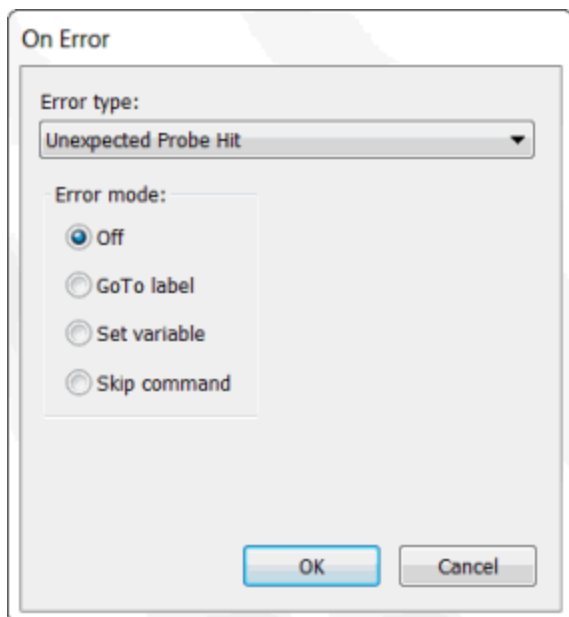 On Error
Error type:
Unexpected Probe Hit
Error mode:
Off
GoTo label
Set variable
Skip command
OK Cancel